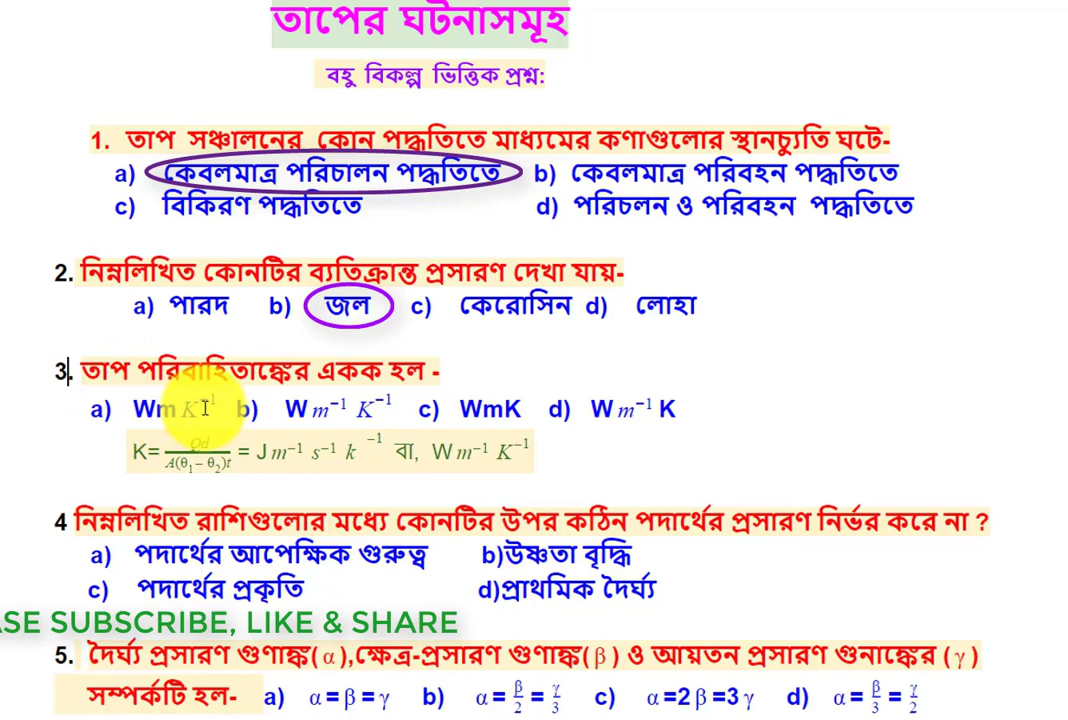 তাপের ঘটনাসমূহ
বহু বিকল্প ভিত্তিক প্রশ্ন:
1. তাপ সঞ্চালনের কোন পদ্ধতিতে মাধ্যমের কণাগুলোর স্থানচ্যুতি ঘটে-
a) কেবলমাত্র পরিচালন পদ্ধতিতে b) কেবলমাত্র পরিবহন পদ্ধতিতে
c) বিকিরণ পদ্ধতিতে d) পরিচলন ও পরিবহন পদ্ধতিতে
2. নিম্নলিখিত কোনটির ব্যতিক্রান্ত প্রসারণ দেখা যায়-
a) পারদ b) জল c) কেরোসিন d) লোহা
3. তাপ পরিবাহিতাঙ্কের একক হল -
a) Wm K⁻¹ b) W m⁻¹ K⁻¹ c) WmK d) W m⁻¹ K
K= Qd / A(θ₁− θ₂)t = J m⁻¹ s⁻¹ k ⁻¹ বা, W m⁻¹ K⁻¹
4 নিম্নলিখিত রাশিগুলোর মধ্যে কোনটির উপর কঠিন পদার্থের প্রসারণ নির্ভর করে না ?
a) পদার্থের আপেক্ষিক গুরুত্ব b)উষ্ণতা বৃদ্ধি
c) পদার্থের প্রকৃতি d)প্রাথমিক দৈর্ঘ্য
SE SUBSCRIBE, LIKE & SHARE
5. দৈর্ঘ্য প্রসারণ গুণাঙ্ক(α),ক্ষেত্র-প্রসারণ গুণাঙ্ক(β) ও আয়তন প্রসারণ গুনাঙ্কের (γ)
সম্পর্কটি হল- a) α=β=γ b) α=β/2=γ/3 c) α=2β=3γ d) α=β/3=γ/2